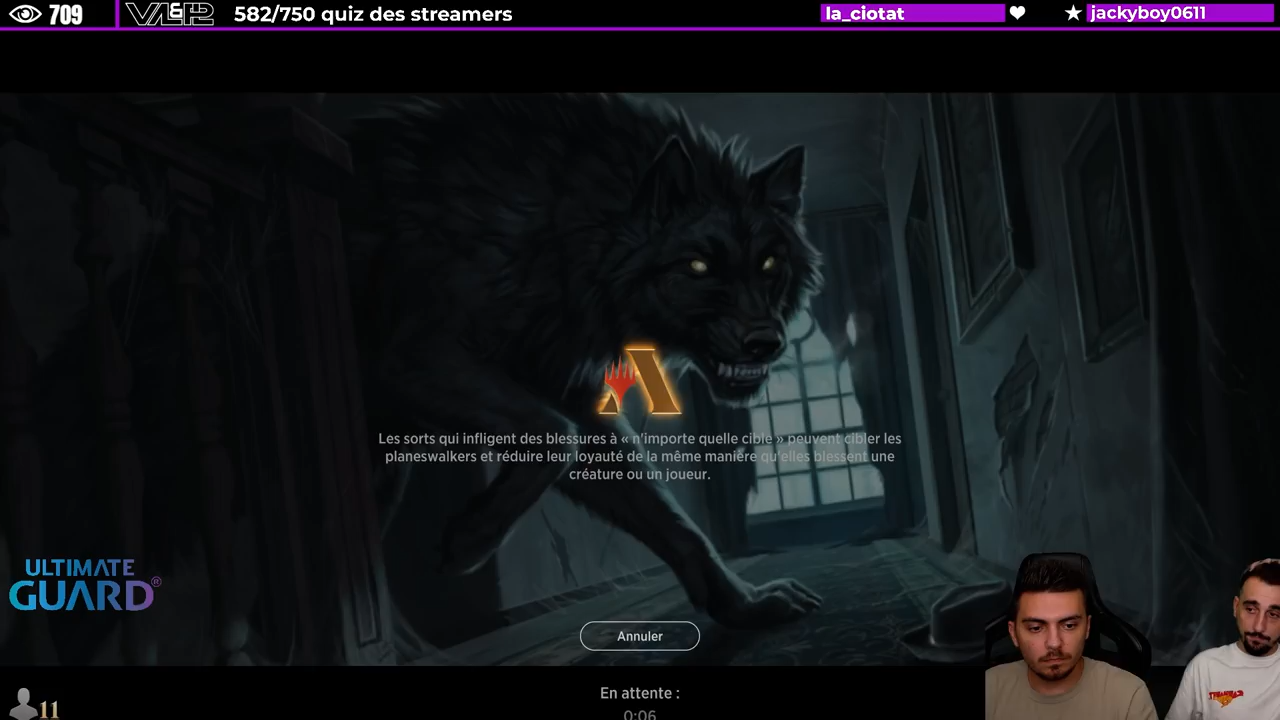 709
VAL&PL
582/750 quiz des streamers
la_ciotat
jackyboy0611
Les sorts qui infligent des blessures à « n'importe quelle cible » peuvent cibler les
planeswalkers et réduire leur loyauté de la même manière qu'elles blessent une
créature ou un joueur.
ULTIMATE
GUARD®
Annuler
En attente :
0:06
11